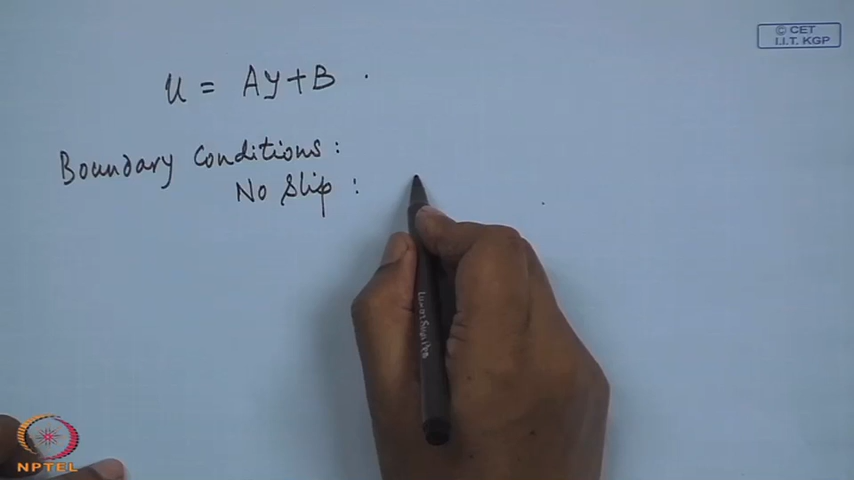 © CET
I.I.T. KGP
u = Ay + B .
Boundary Conditions :
No Slip :
NPTEL